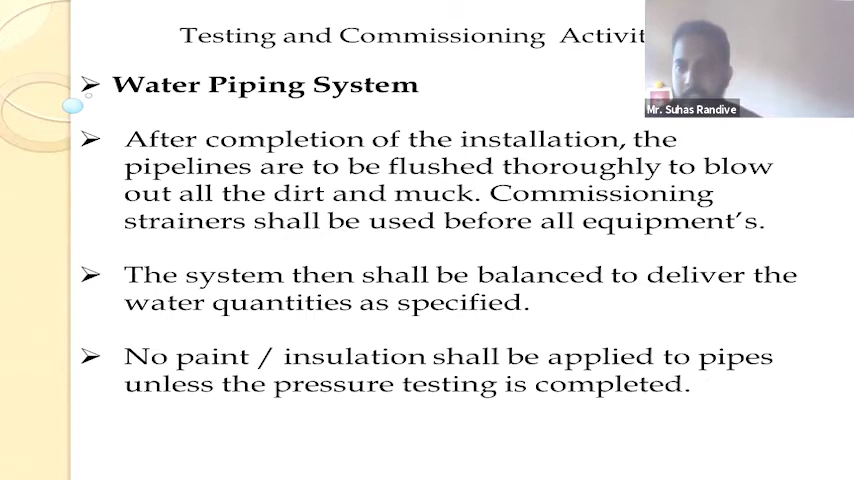 Testing and Commissioning Activit
Mr. Suhas Randive
➢ Water Piping System
➢ After completion of the installation, the
pipelines are to be flushed thoroughly to blow
out all the dirt and muck. Commissioning
strainers shall be used before all equipment's.
➢ The system then shall be balanced to deliver the
water quantities as specified.
➢ No paint / insulation shall be applied to pipes
unless the pressure testing is completed.